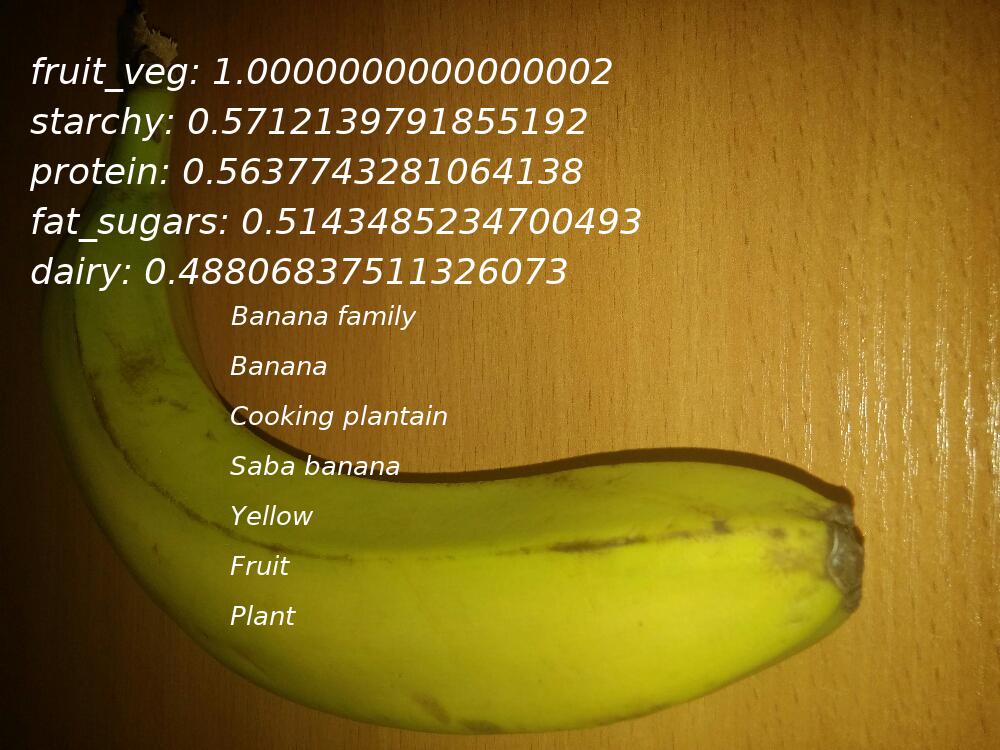 fruit_veg: 1.0000000000000002
starchy: 0.5712139791855192
protein: 0.5637743281064138
fat_sugars: 0.5143485234700493
dairy: 0.48806837511326073
Banana family
Banana
Cooking plantain
Saba banana
Yellow
Fruit
Plant